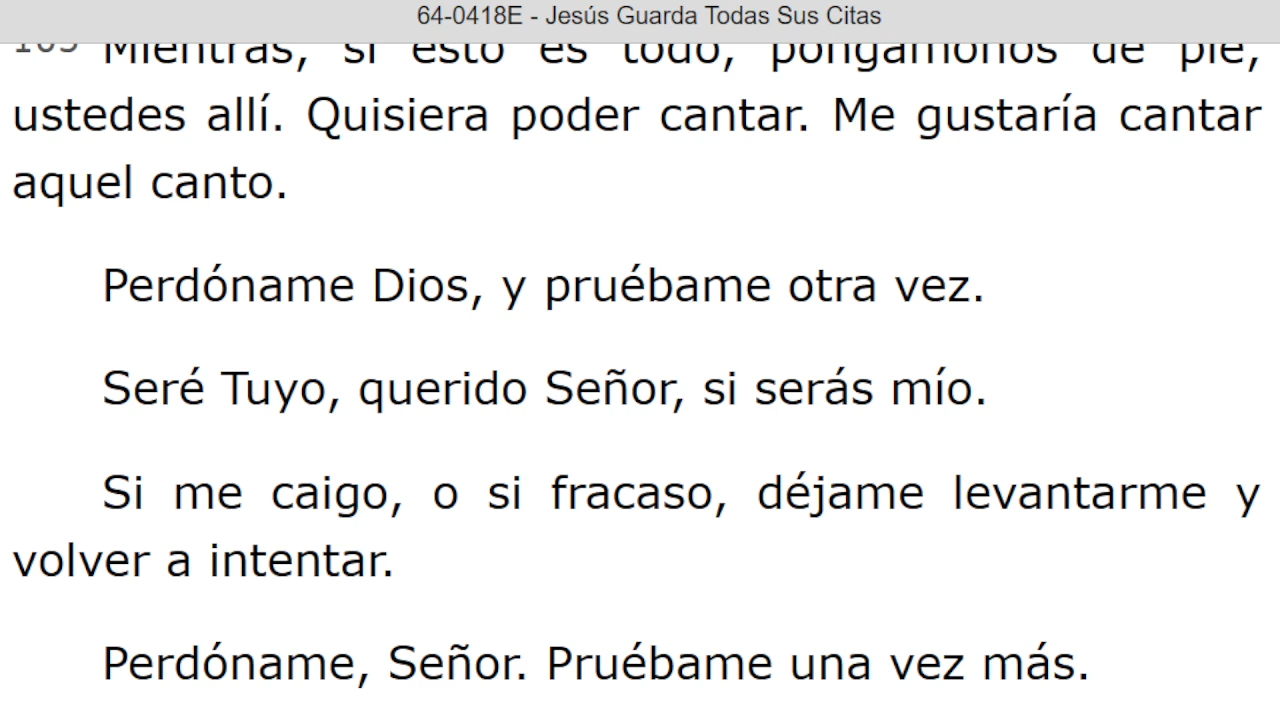 64-0418E - Jesús Guarda Todas Sus Citas
Mientras, si esto es todo, pongámonos de pie,
ustedes allí. Quisiera poder cantar. Me gustaría cantar
aquel canto.
Perdóname Dios, y pruébame otra vez.
Seré Tuyo, querido Señor, si serás mío.
Si me caigo, o si fracaso, déjame levantarme y
volver a intentar.
Perdóname, Señor. Pruébame una vez más.